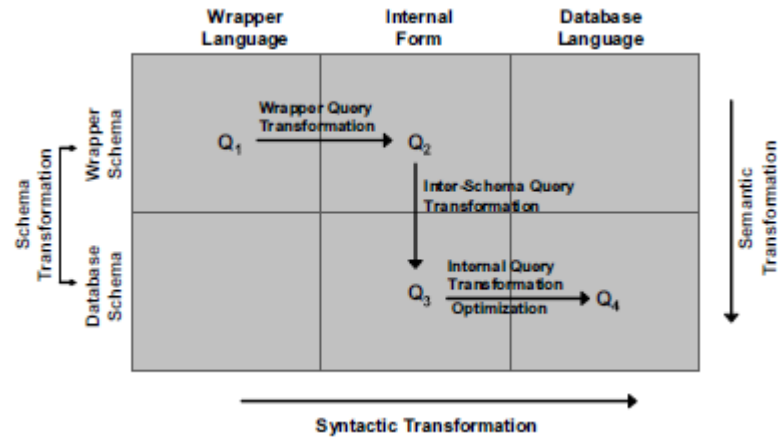 Wrapper Language
Internal Form
Database Language
Schema Transformation
Wrapper Schema
Database Schema
Q1
Wrapper Query Transformation
Q2
Inter-Schema Query Transformation
Q3
Internal Query Transformation
Optimization
Q4
Semantic Transformation
Syntactic Transformation